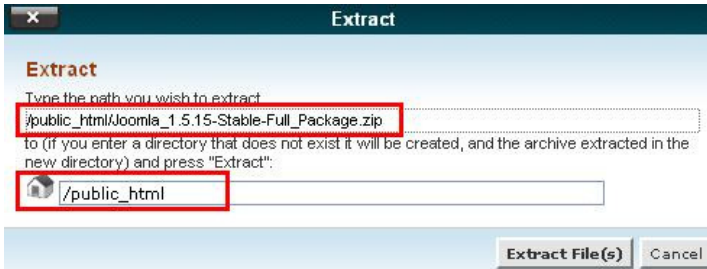 Extract
Extract
Type the path you wish to extract
/public_html/Joomla_1.5.15-Stable-Full_Package.zip
to (if you enter a directory that does not exist it will be created, and the archive extracted in the
new directory) and press "Extract":
/public_html
Extract File(s) Cancel